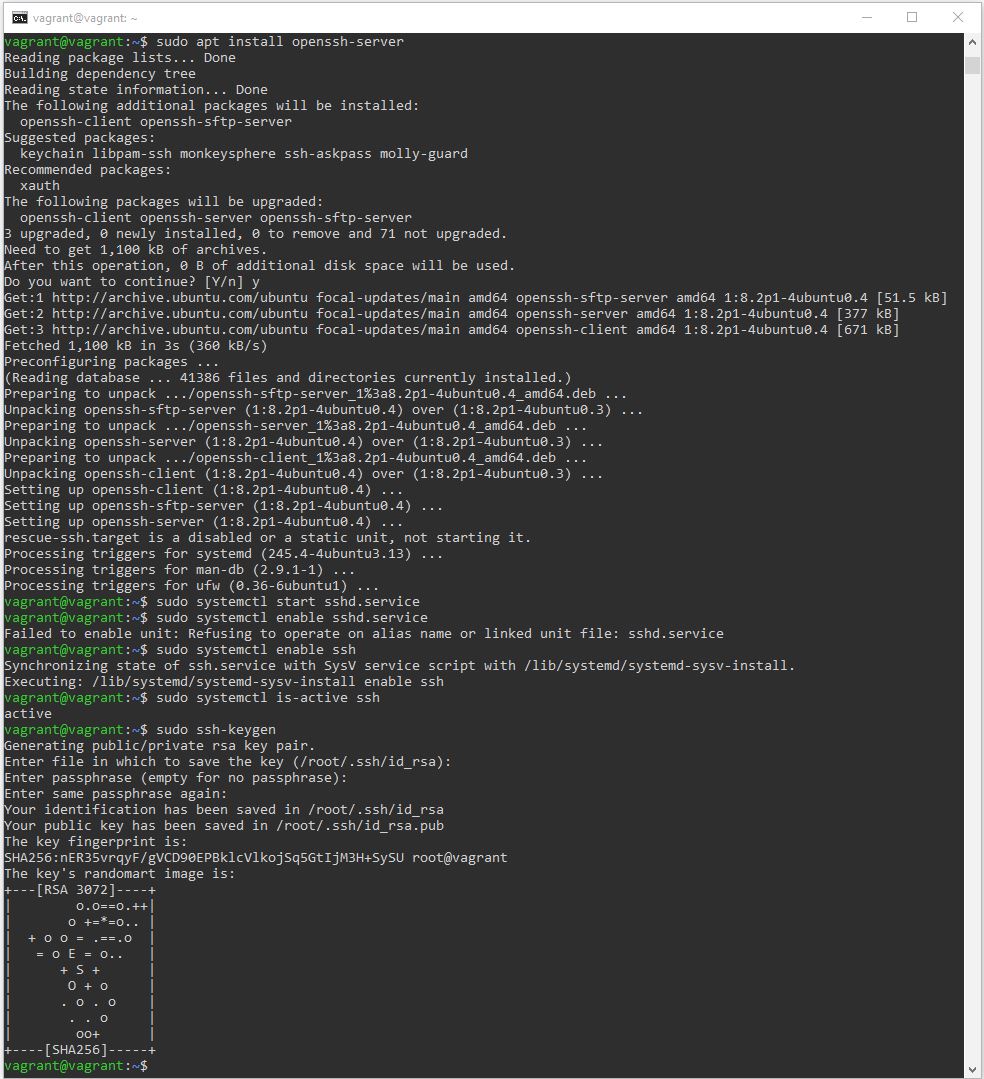 vagrant@vagrant: ~
vagrant@vagrant:~$ sudo apt install openssh-server
Reading package lists... Done
Building dependency tree
Reading state information... Done
The following additional packages will be installed:
  openssh-client openssh-sftp-server
Suggested packages:
  keychain libpam-ssh monkeysphere ssh-askpass molly-guard
Recommended packages:
  xauth
The following packages will be upgraded:
  openssh-client openssh-server openssh-sftp-server
3 upgraded, 0 newly installed, 0 to remove and 71 not upgraded.
Need to get 1,100 kB of archives.
After this operation, 0 B of additional disk space will be used.
Do you want to continue? [Y/n] y
Get:1 http://archive.ubuntu.com/ubuntu focal-updates/main amd64 openssh-sftp-server amd64 1:8.2p1-4ubuntu0.4 [51.5 kB]
Get:2 http://archive.ubuntu.com/ubuntu focal-updates/main amd64 openssh-server amd64 1:8.2p1-4ubuntu0.4 [377 kB]
Get:3 http://archive.ubuntu.com/ubuntu focal-updates/main amd64 openssh-client amd64 1:8.2p1-4ubuntu0.4 [671 kB]
Fetched 1,100 kB in 3s (360 kB/s)
Preconfiguring packages ...
(Reading database ... 41386 files and directories currently installed.)
Preparing to unpack .../openssh-sftp-server_1%3a8.2p1-4ubuntu0.4_amd64.deb ...
Unpacking openssh-sftp-server (1:8.2p1-4ubuntu0.4) over (1:8.2p1-4ubuntu0.3) ...
Preparing to unpack .../openssh-server_1%3a8.2p1-4ubuntu0.4_amd64.deb ...
Unpacking openssh-server (1:8.2p1-4ubuntu0.4) over (1:8.2p1-4ubuntu0.3) ...
Preparing to unpack .../openssh-client_1%3a8.2p1-4ubuntu0.4_amd64.deb ...
Unpacking openssh-client (1:8.2p1-4ubuntu0.4) over (1:8.2p1-4ubuntu0.3) ...
Setting up openssh-client (1:8.2p1-4ubuntu0.4) ...
Setting up openssh-sftp-server (1:8.2p1-4ubuntu0.4) ...
Setting up openssh-server (1:8.2p1-4ubuntu0.4) ...
rescue-ssh.target is a disabled or a static unit, not starting it.
Processing triggers for systemd (245.4-4ubuntu3.13) ...
Processing triggers for man-db (2.9.1-1) ...
Processing triggers for ufw (0.36-6ubuntu1) ...
vagrant@vagrant:~$ sudo systemctl start sshd.service
vagrant@vagrant:~$ sudo systemctl enable sshd.service
Failed to enable unit: Refusing to operate on alias name or linked unit file: sshd.service
vagrant@vagrant:~$ sudo systemctl enable ssh
Synchronizing state of ssh.service with SysV service script with /lib/systemd/systemd-sysv-install.
Executing: /lib/systemd/systemd-sysv-install enable ssh
vagrant@vagrant:~$ sudo systemctl is-active ssh
active
vagrant@vagrant:~$ sudo ssh-keygen
Generating public/private rsa key pair.
Enter file in which to save the key (/root/.ssh/id_rsa):
Enter passphrase (empty for no passphrase):
Enter same passphrase again:
Your identification has been saved in /root/.ssh/id_rsa
Your public key has been saved in /root/.ssh/id_rsa.pub
The key fingerprint is:
SHA256:nER35vrqyF/gVCD90EPBklcVlkojSq5GtIjM3H+SySU root@vagrant
The key's randomart image is:
+---[RSA 3072]----+
|        o.o==o.++|
|       o +=*=o.. |
|  + o o = .==.o  |
|   = o E = o..   |
|      + S +      |
|       O + o     |
|      . o . o    |
|       . . o     |
|        oo+      |
+----[SHA256]-----+
vagrant@vagrant:~$